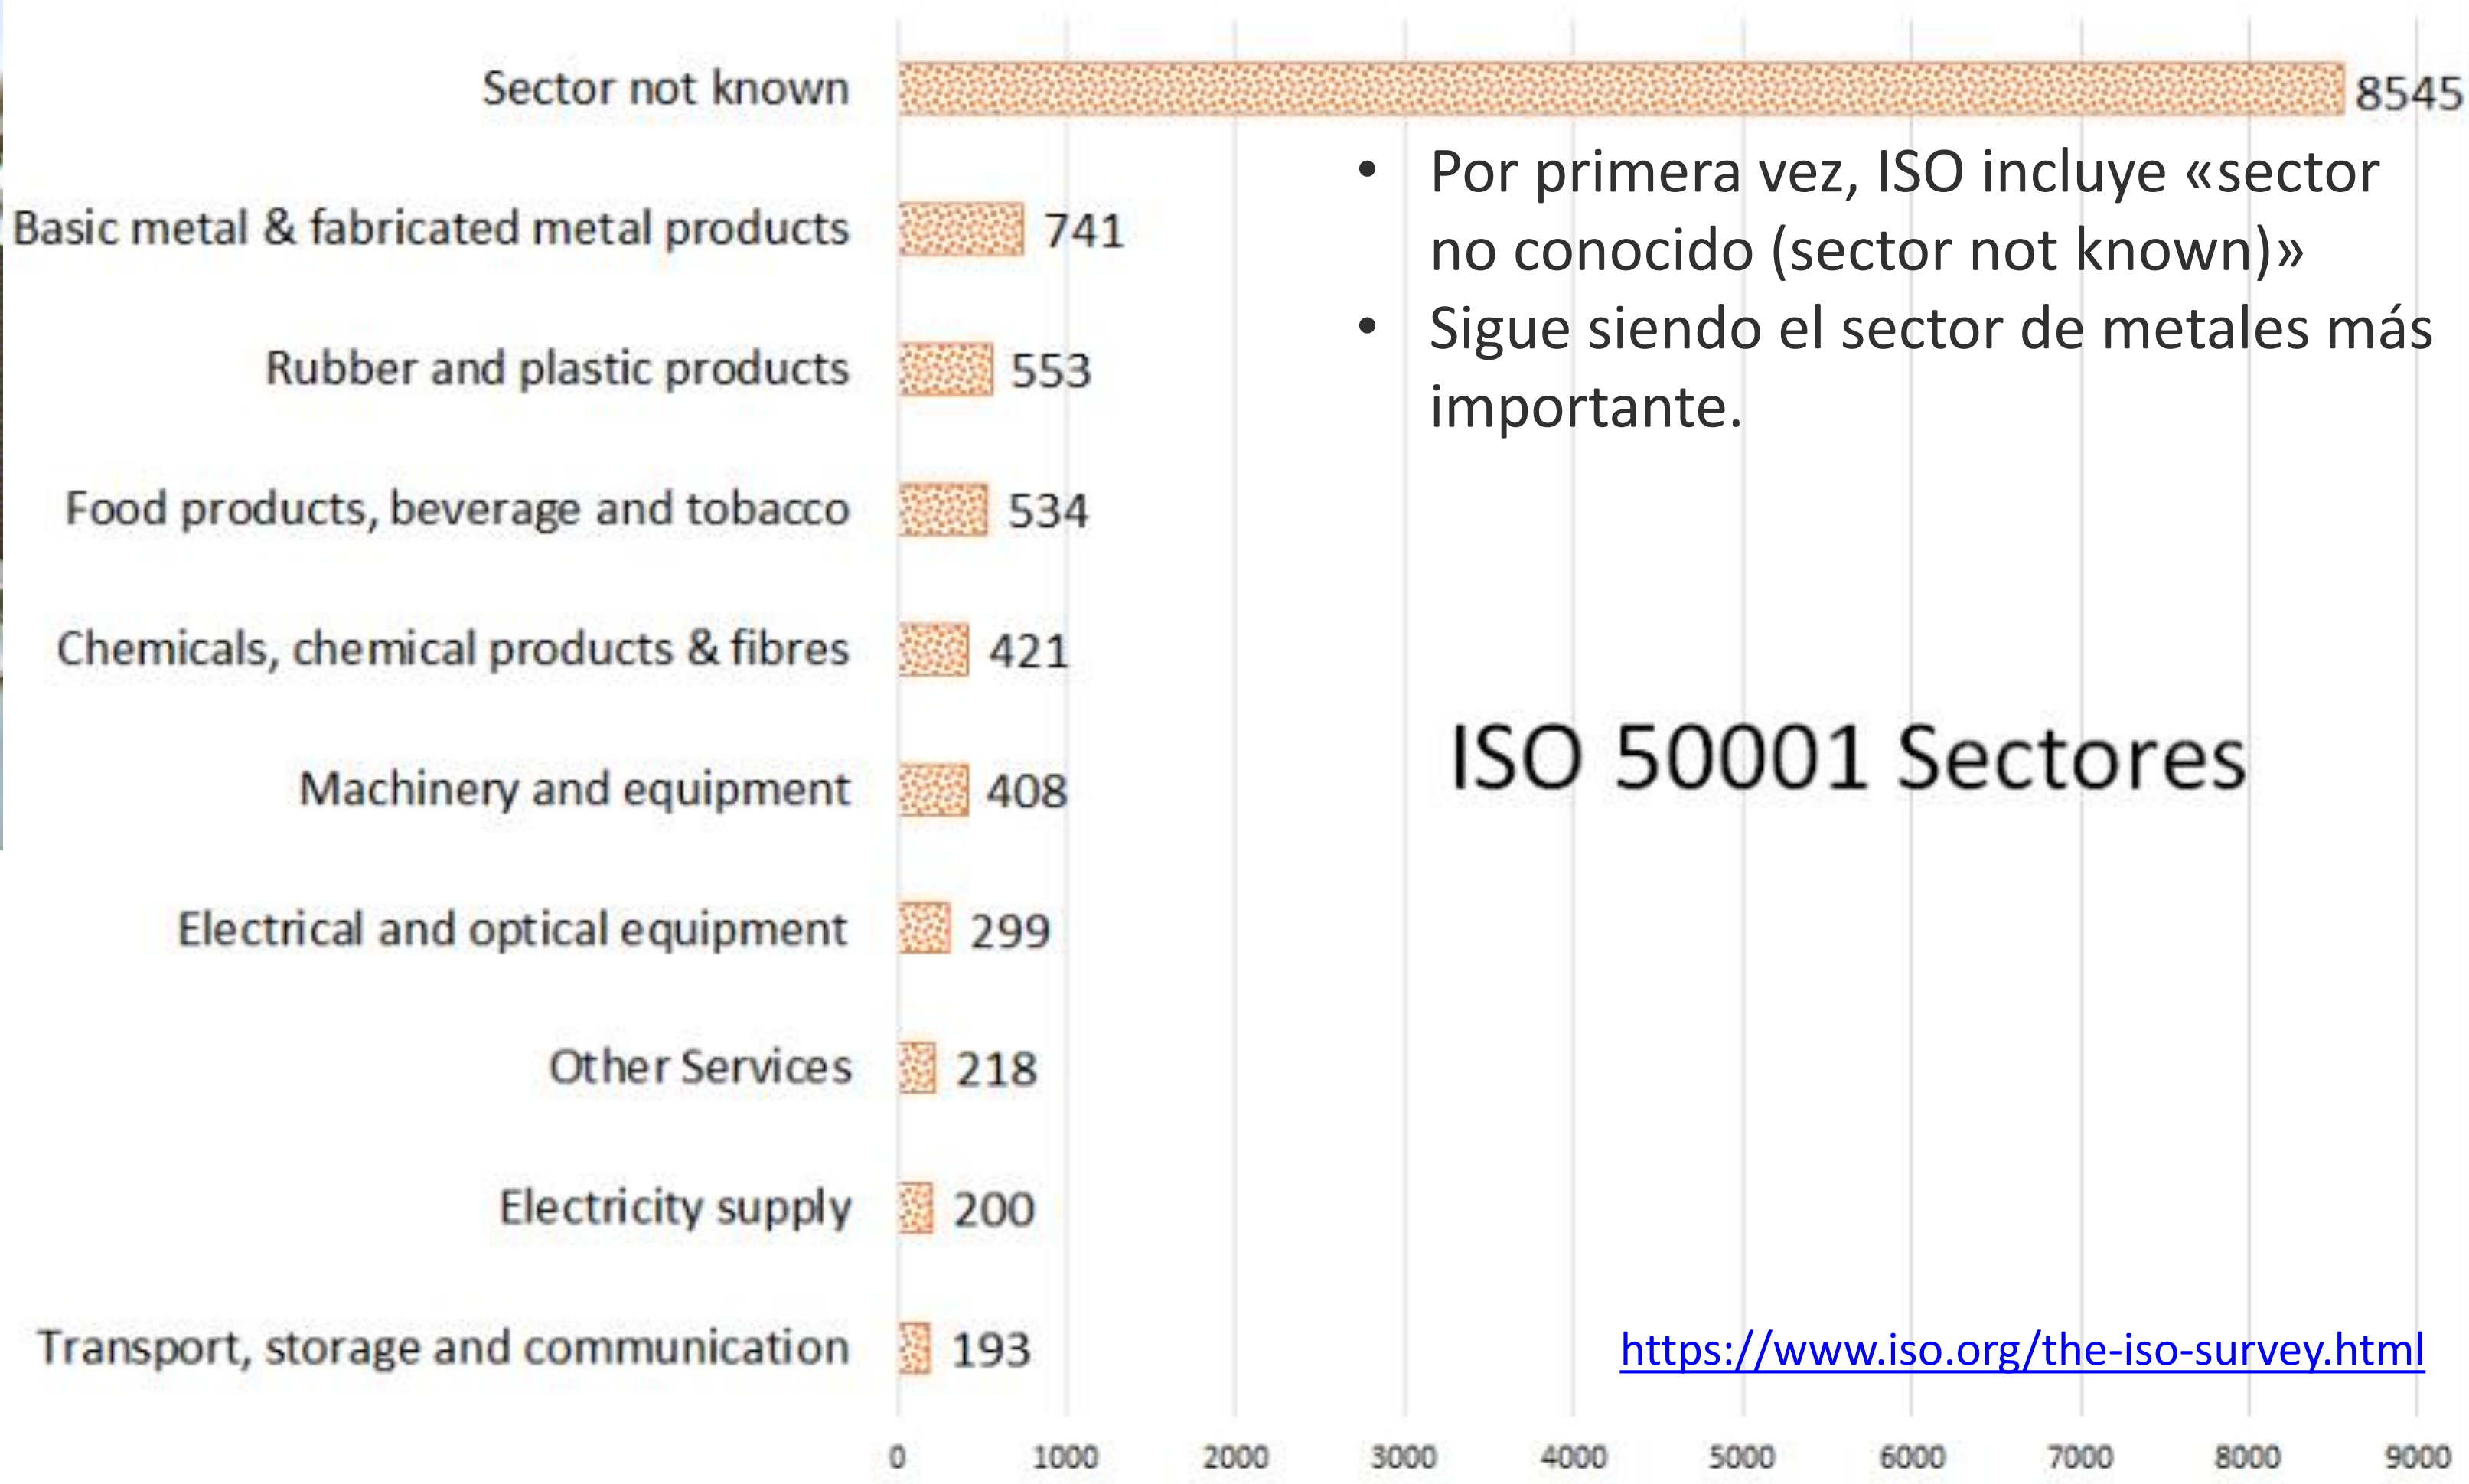 Sector not known 8545
• Por primera vez, ISO incluye «sector
no conocido (sector not known)»
• Sigue siendo el sector de metales más
importante.
Basic metal & fabricated metal products 741
Rubber and plastic products 553
Food products, beverage and tobacco 534
Chemicals, chemical products & fibres 421
Machinery and equipment 408
ISO 50001 Sectores
Electrical and optical equipment 299
Other Services 218
Electricity supply 200
Transport, storage and communication 193
https://www.iso.org/the-iso-survey.html
0 1000 2000 3000 4000 5000 6000 7000 8000 9000